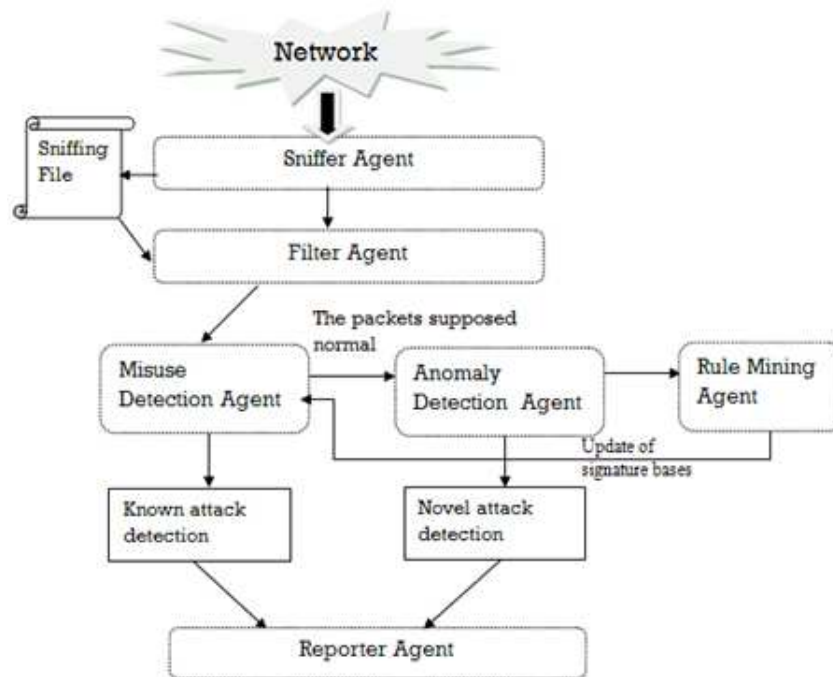 Network
Sniffing
File
Sniffer Agent
Filter Agent
The packets supposed
normal
Misuse
Detection Agent
Anomaly
Detection Agent
Rule Mining
Agent
Update of
signature bases
Known attack
detection
Novel attack
detection
Reporter Agent